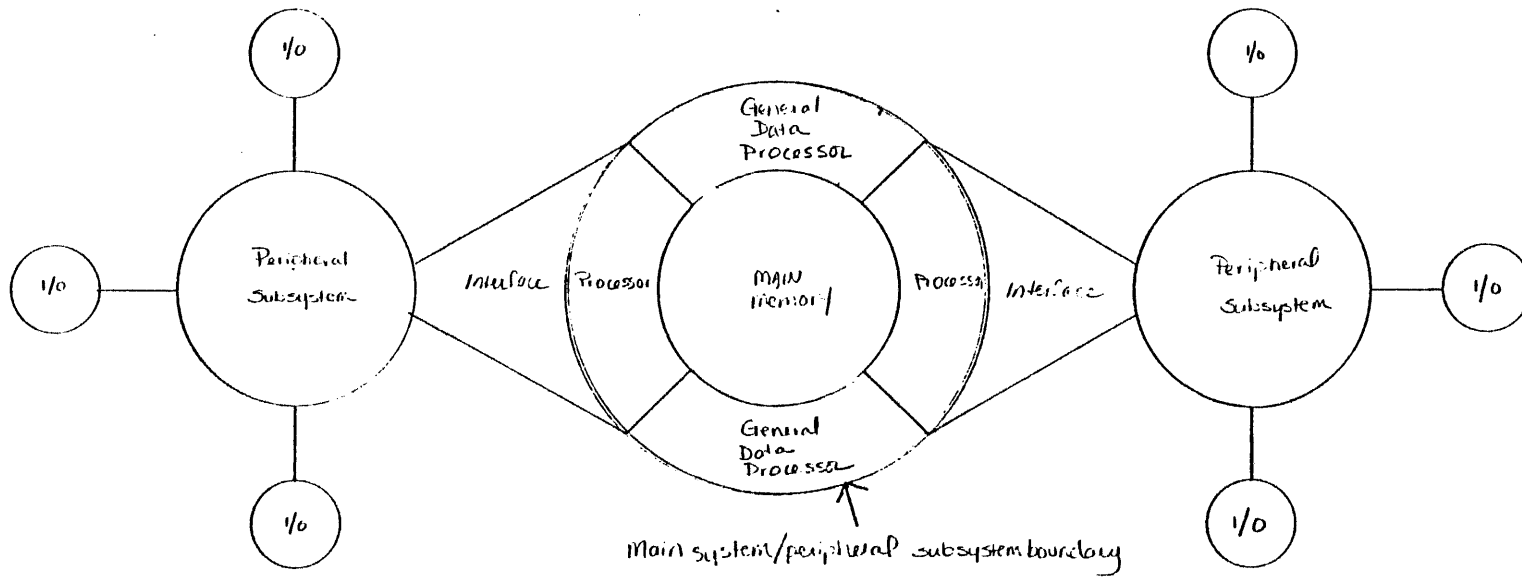 I/O
I/O
General
Data
Processor
Peripheral
Subsystem
I/O
Interface
Processor
MAIN
memory
Processor
Interface
Peripheral
Subsystem
I/O
I/O
General
Data
Processor
I/O
I/O
Main system/peripheral subsystem boundary